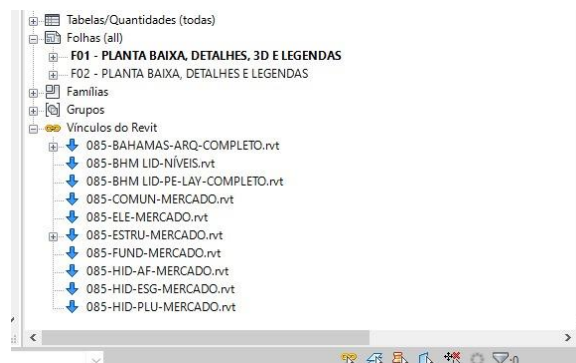 Tabelas/Quantidades (todas)
Folhas (all)
F01 - PLANTA BAIXA, DETALHES, 3D E LEGENDAS
F02 - PLANTA BAIXA, DETALHES E LEGENDAS
Famílias
Grupos
Vínculos do Revit
085-BAHAMAS-ARQ-COMPLETO.rvt
085-BHM LID-NÍVEIS.rvt
085-BHM LID-PE-LAY-COMPLETO.rvt
085-COMUN-MERCADO.rvt
085-ELE-MERCADO.rvt
085-ESTRU-MERCADO.rvt
085-FUND-MERCADO.rvt
085-HID-AF-MERCADO.rvt
085-HID-ESG-MERCADO.rvt
085-HID-PLU-MERCADO.rvt
:0